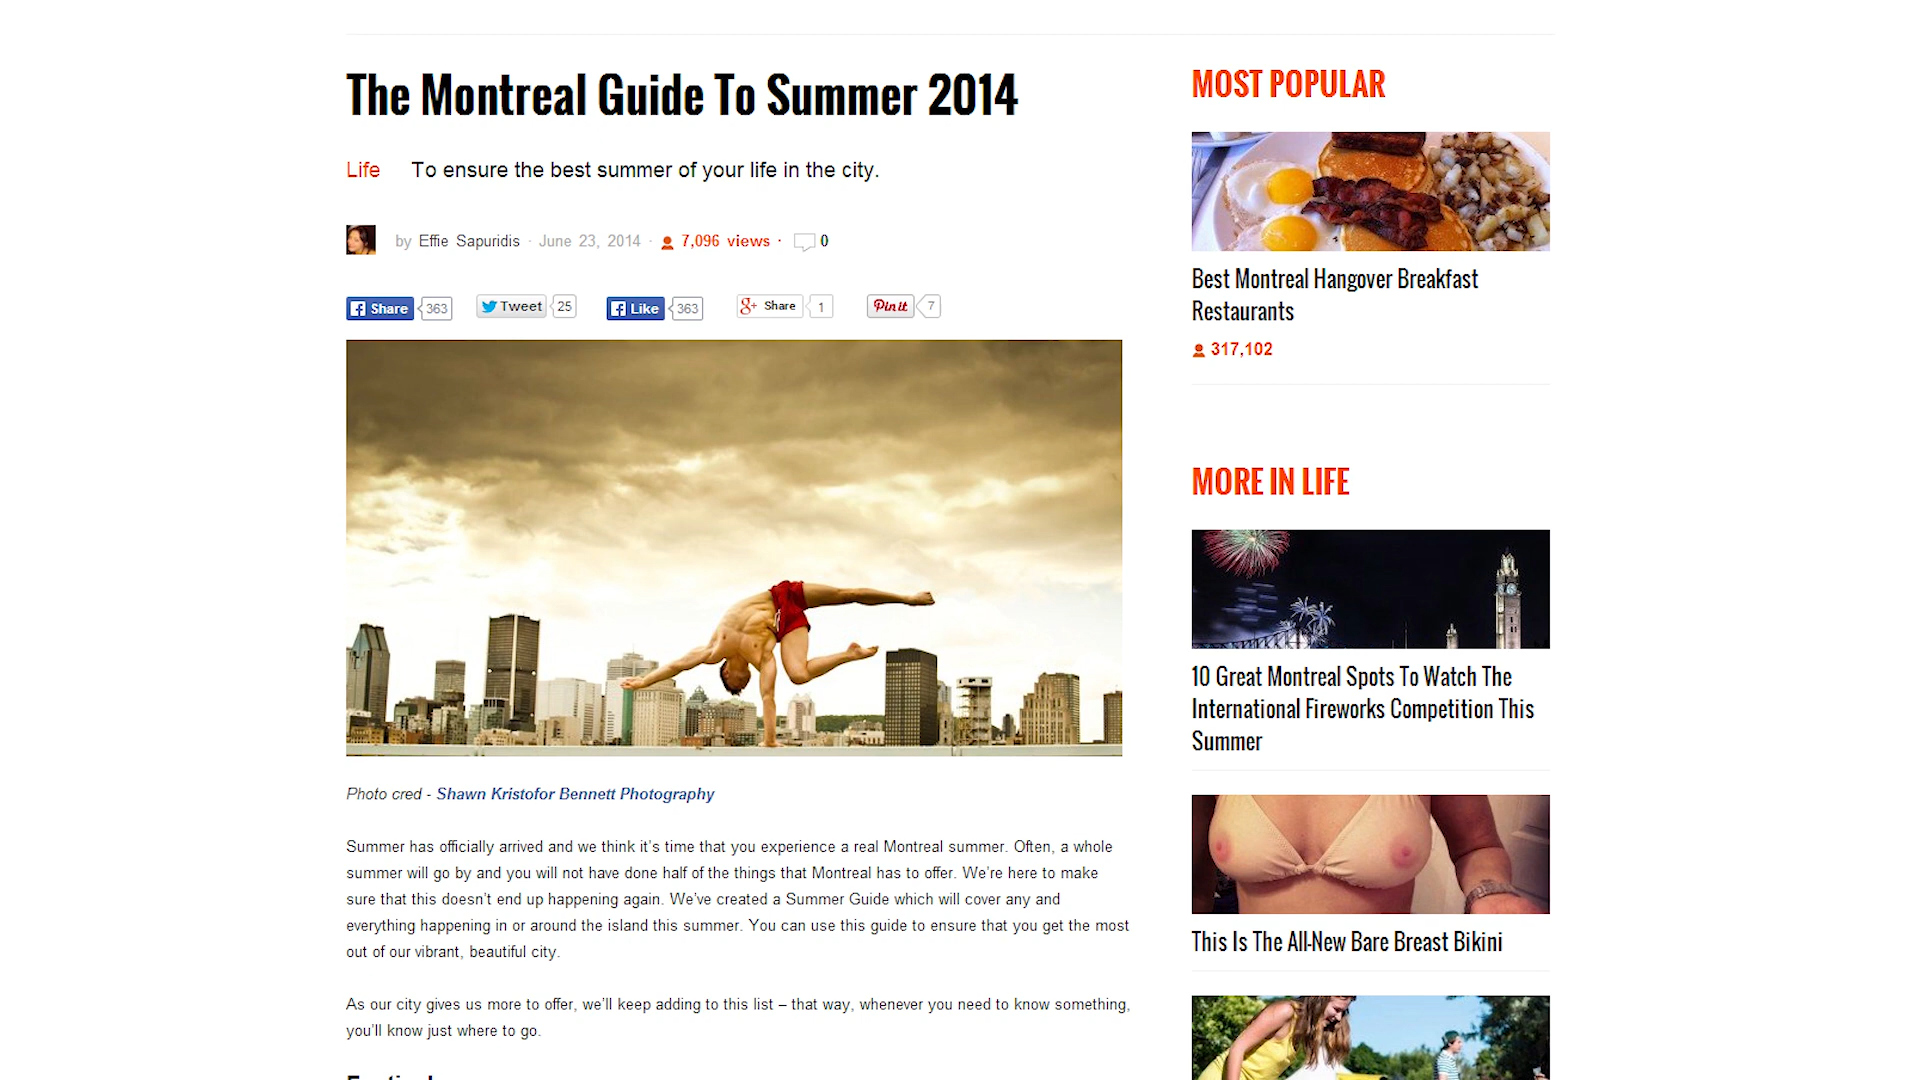 The Montreal Guide To Summer 2014
Life To ensure the best summer of your life in the city.
by Effie Sapuridis · June 23, 2014 · 7,096 views · 0
Share 363 Tweet 25 Like 363 Share 1 Pin it 7
Photo cred - Shawn Kristofor Bennett Photography
Summer has officially arrived and we think it's time that you experience a real Montreal summer. Often, a whole
summer will go by and you will not have done half of the things that Montreal has to offer. We're here to make
sure that this doesn't end up happening again. We've created a Summer Guide which will cover any and
everything happening in or around the island this summer. You can use this guide to ensure that you get the most
out of our vibrant, beautiful city.
As our city gives us more to offer, we'll keep adding to this list – that way, whenever you need to know something,
you'll know just where to go.
MOST POPULAR
Best Montreal Hangover Breakfast
Restaurants
317,102
MORE IN LIFE
10 Great Montreal Spots To Watch The
International Fireworks Competition This
Summer
This Is The All-New Bare Breast Bikini